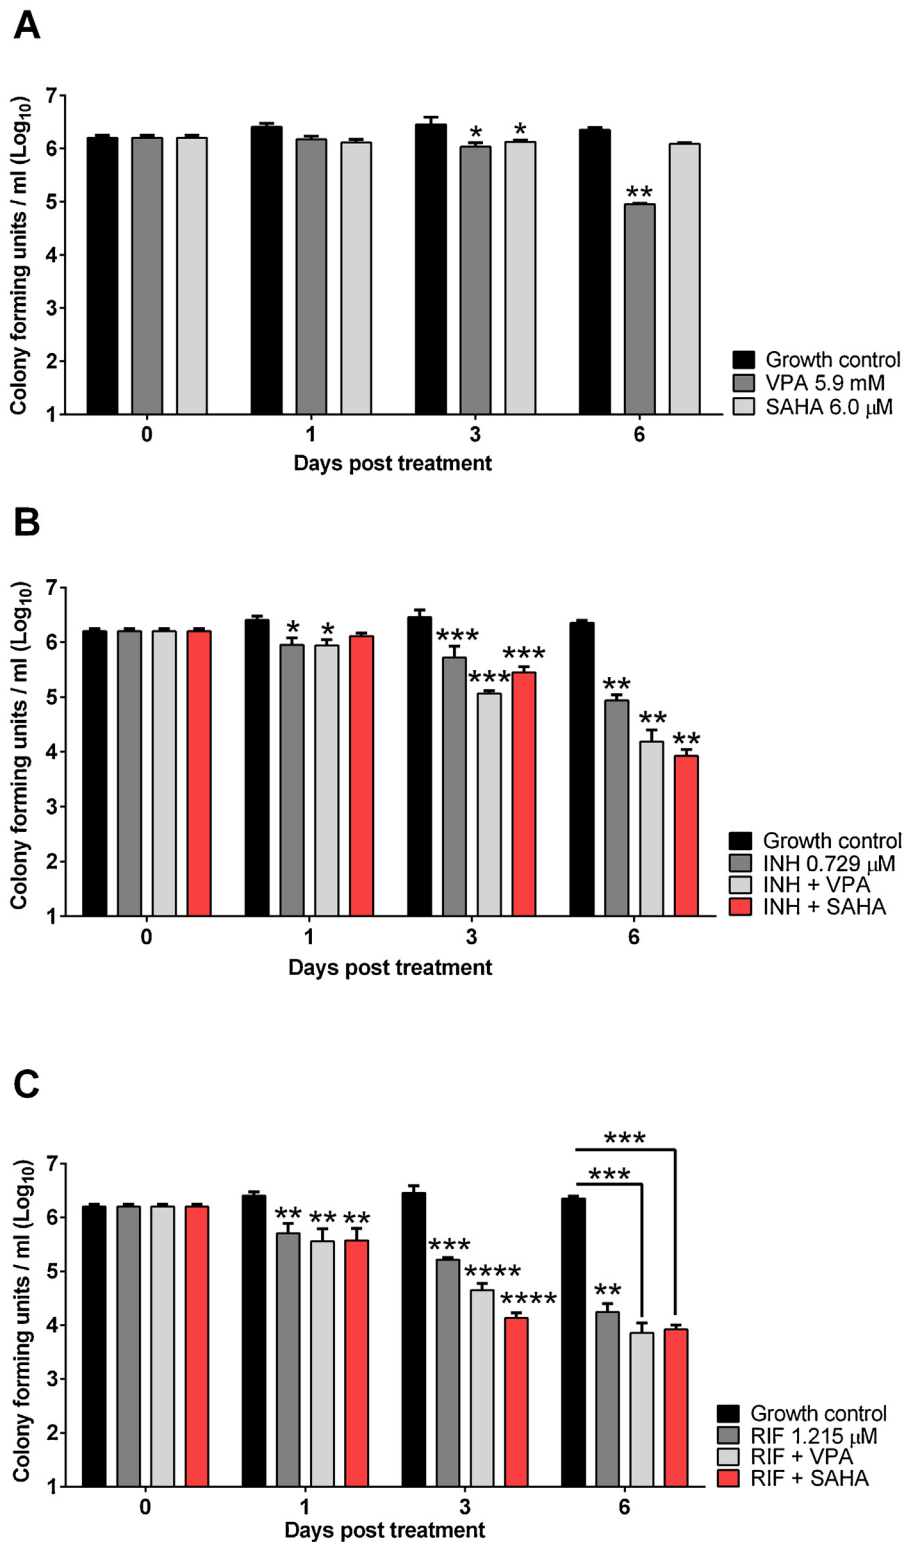 A
Colony forming units / ml (Log10)
7
6
5
4
3
2
1
* *
**
0 1 3 6
Days post treatment
Growth control
VPA 5.9 mM
SAHA 6.0 µM
B
Colony forming units / ml (Log10)
7
6
5
4
3
2
1
* *
*** *** ***
** ** **
0 1 3 6
Days post treatment
Growth control
INH 0.729 µM
INH + VPA
INH + SAHA
C
Colony forming units / ml (Log10)
7
6
5
4
3
2
1
** ** **
*** **** ****
**
***
***
0 1 3 6
Days post treatment
Growth control
RIF 1.215 µM
RIF + VPA
RIF + SAHA